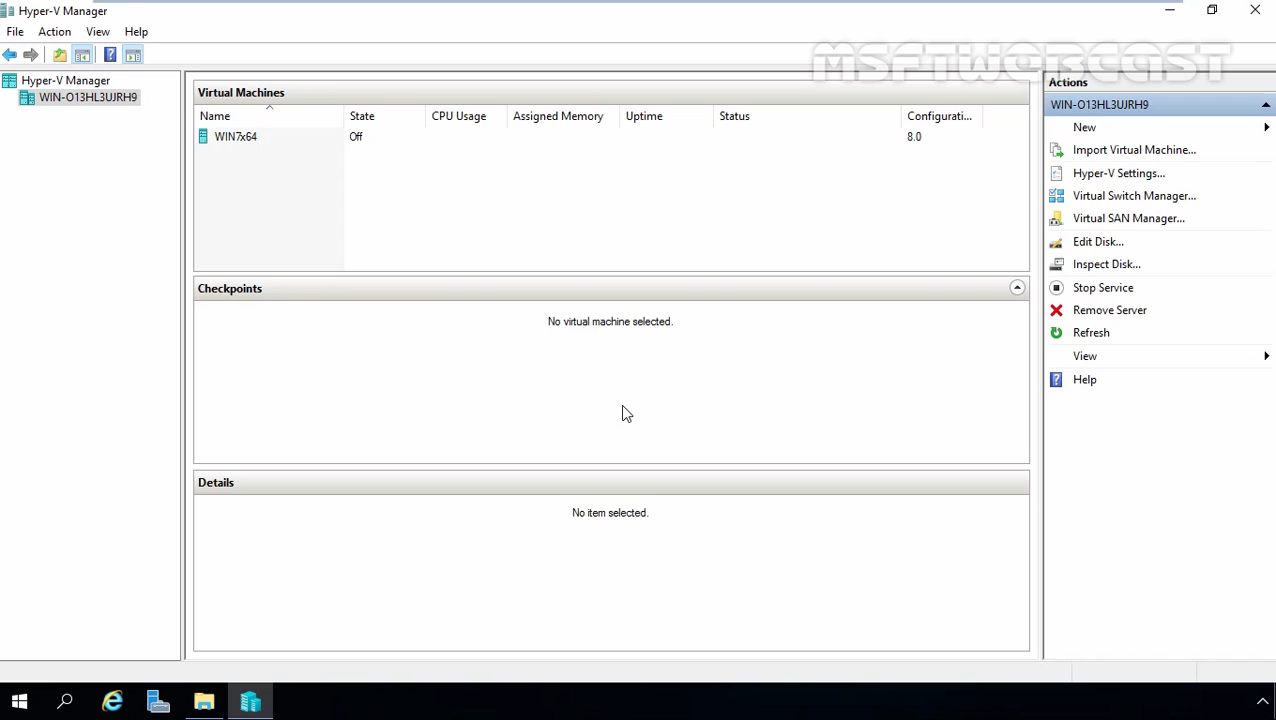 Hyper-V Manager
File Action View Help
MSFTWEBCAST
Hyper-V Manager
WIN-O13HL3UJRH9
Virtual Machines
Name State CPU Usage Assigned Memory Uptime Status Configurati...
WIN7x64 Off 8.0
Checkpoints
No virtual machine selected.
Details
No item selected.
Actions
WIN-O13HL3UJRH9
New
Import Virtual Machine...
Hyper-V Settings...
Virtual Switch Manager...
Virtual SAN Manager...
Edit Disk...
Inspect Disk...
Stop Service
Remove Server
Refresh
View
Help